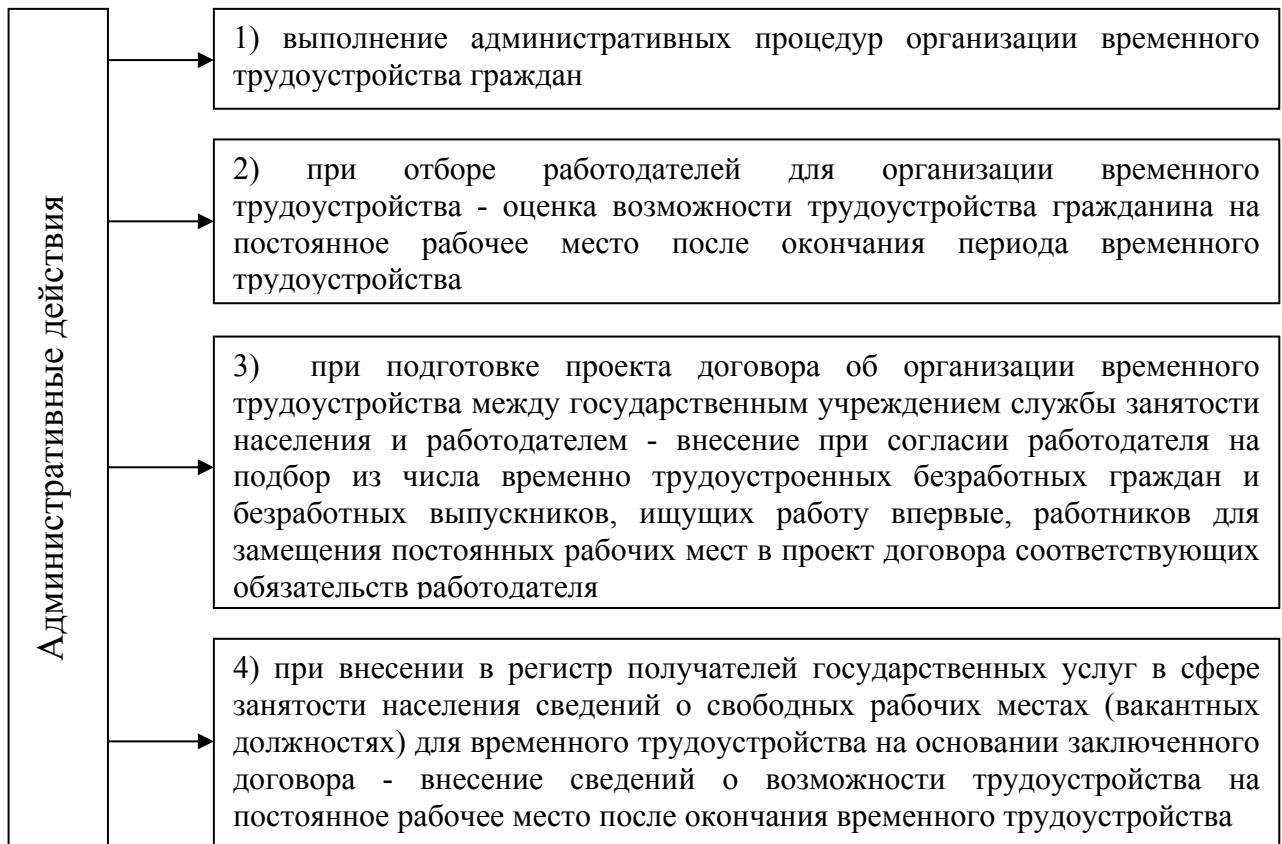 Административные действия
1) выполнение административных процедур организации временного
трудоустройства граждан
2) при отборе работодателей для организации временного
трудоустройства - оценка возможности трудоустройства гражданина на
постоянное рабочее место после окончания периода временного
трудоустройства
3) при подготовке проекта договора об организации временного
трудоустройства между государственным учреждением службы занятости
населения и работодателем - внесение при согласии работодателя на
подбор из числа временно трудоустроенных безработных граждан и
безработных выпускников, ищущих работу впервые, работников для
замещения постоянных рабочих мест в проект договора соответствующих
обязательств работодателя
4) при внесении в регистр получателей государственных услуг в сфере
занятости населения сведений о свободных рабочих местах (вакантных
должностях) для временного трудоустройства на основании заключенного
договора - внесение сведений о возможности трудоустройства на
постоянное рабочее место после окончания временного трудоустройства